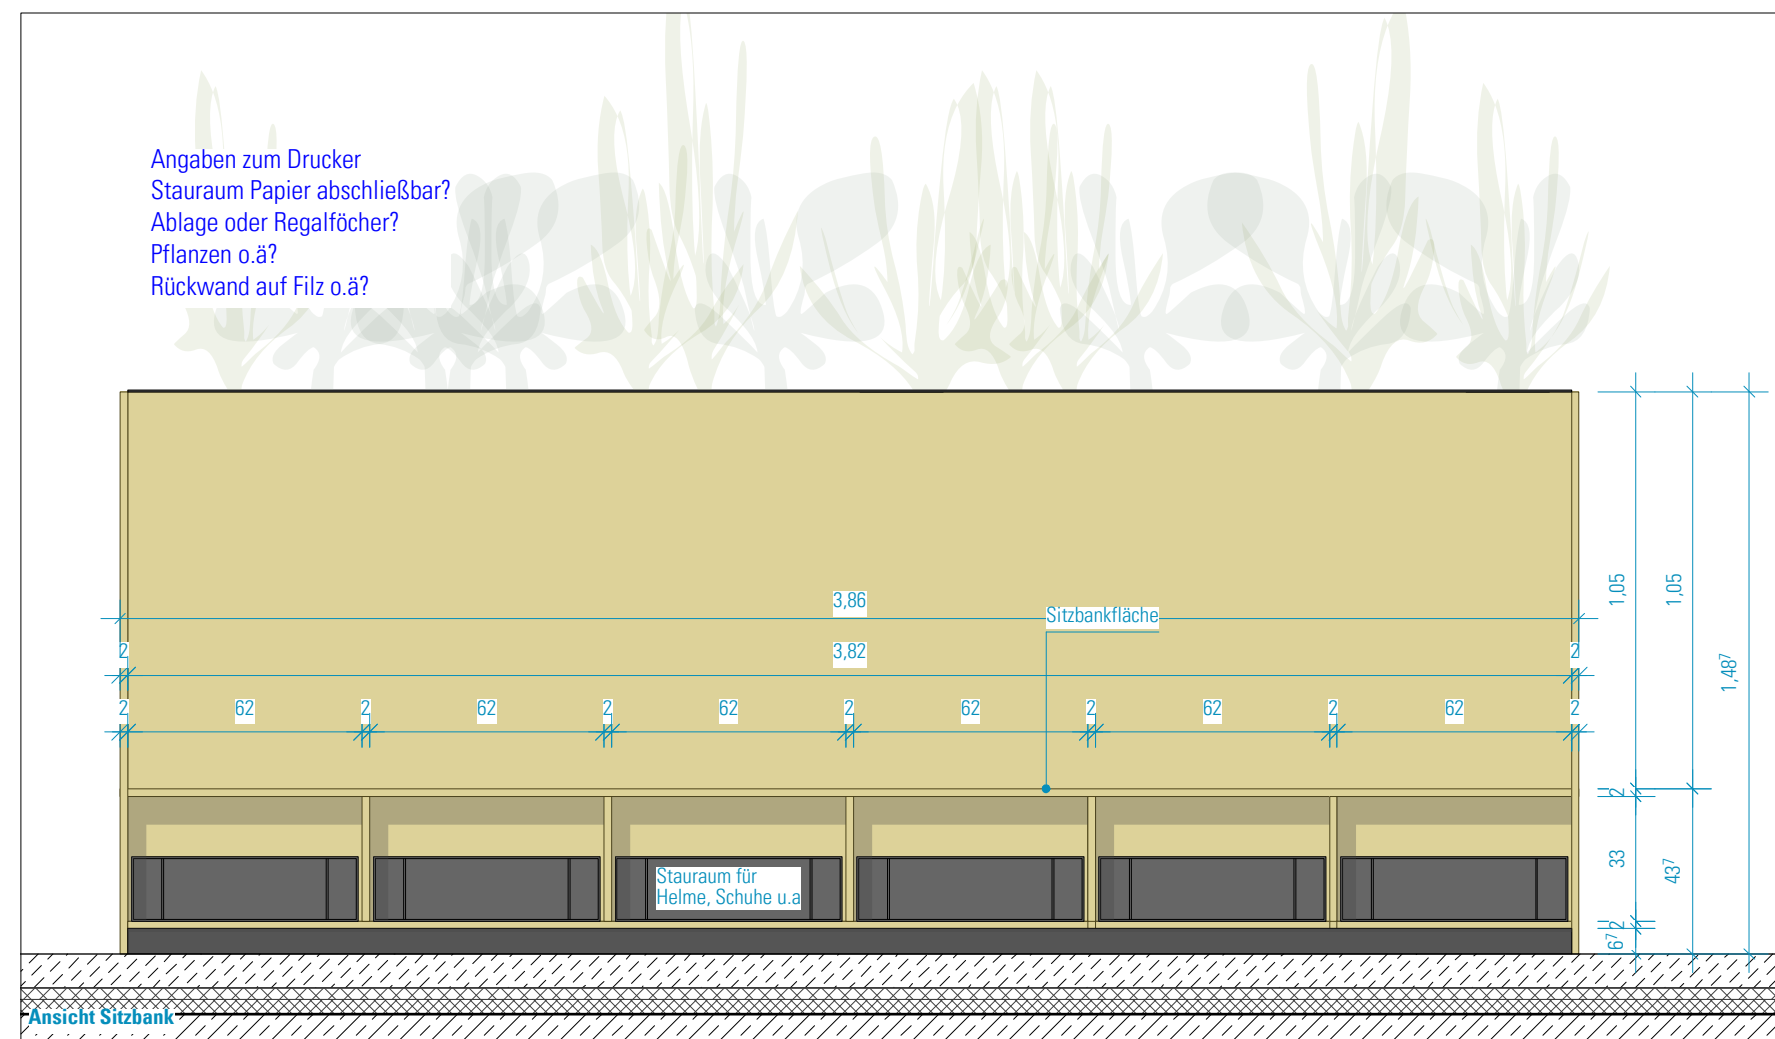 Angaben zum Drucker
Stauraum Papier abschließbar?
Ablage oder Regalföcher?
Pflanzen o.ä?
Rückwand auf Filz o.ä?
3,86
Sitzbankfläche
2 3,82 2
2 62 2 62 2 62 2 62 2 62 2 62 2
1,05
1,05
1,48⁷
2
33
43⁷
2
6⁷
Stauraum für
Helme, Schuhe u.a
Ansicht Sitzbank